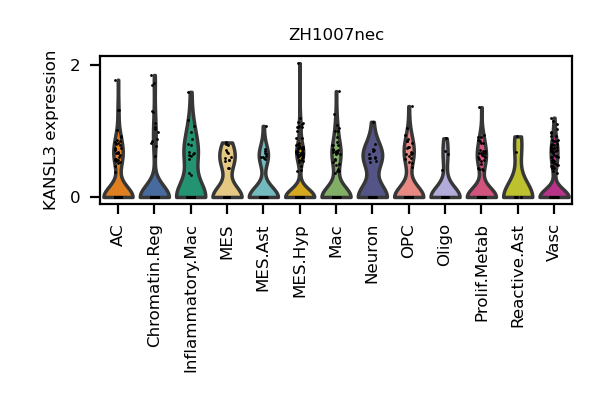 ZH1007nec
KANSL3 expression
2
0
AC
Chromatin.Reg
Inflammatory.Mac
MES
MES.Ast
MES.Hyp
Mac
Neuron
OPC
Oligo
Prolif.Metab
Reactive.Ast
Vasc